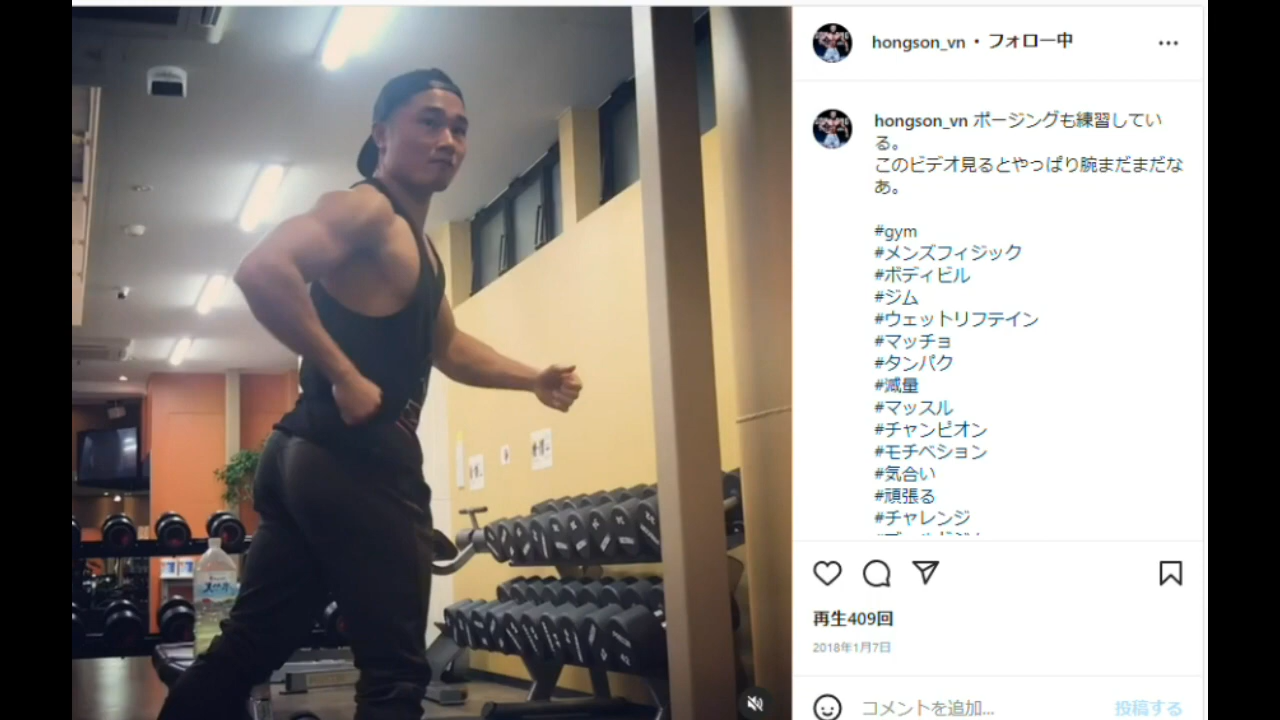 hongson_vn • フォロー中
hongson_vn ポージングも練習してい
る。
このビデオ見るとやっぱり腕まだまだな
あ。
#gym
#メンズフィジック
#ボディビル
#ジム
#ウェットリフテイン
#マッチョ
#タンパク
#減量
#マッスル
#チャンピオン
#モチベション
#気合い
#頑張る
#チャレンジ
再生409回
2018年1月7日
コメントを追加...
投稿する